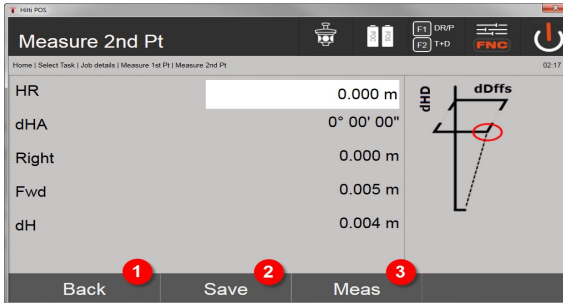 Hilti POS
Measure 2nd Pt
POC
POS
F1 DR/P
F2 T+D
FNC
Home | Select Task | Job details | Measure 1st Pt | Measure 2nd Pt
02:17
HR 0.000 m
dHA 0° 00' 00"
Right 0.000 m
Fwd 0.005 m
dH 0.004 m
dHD
dDffs
1
2
3
Back Save Meas